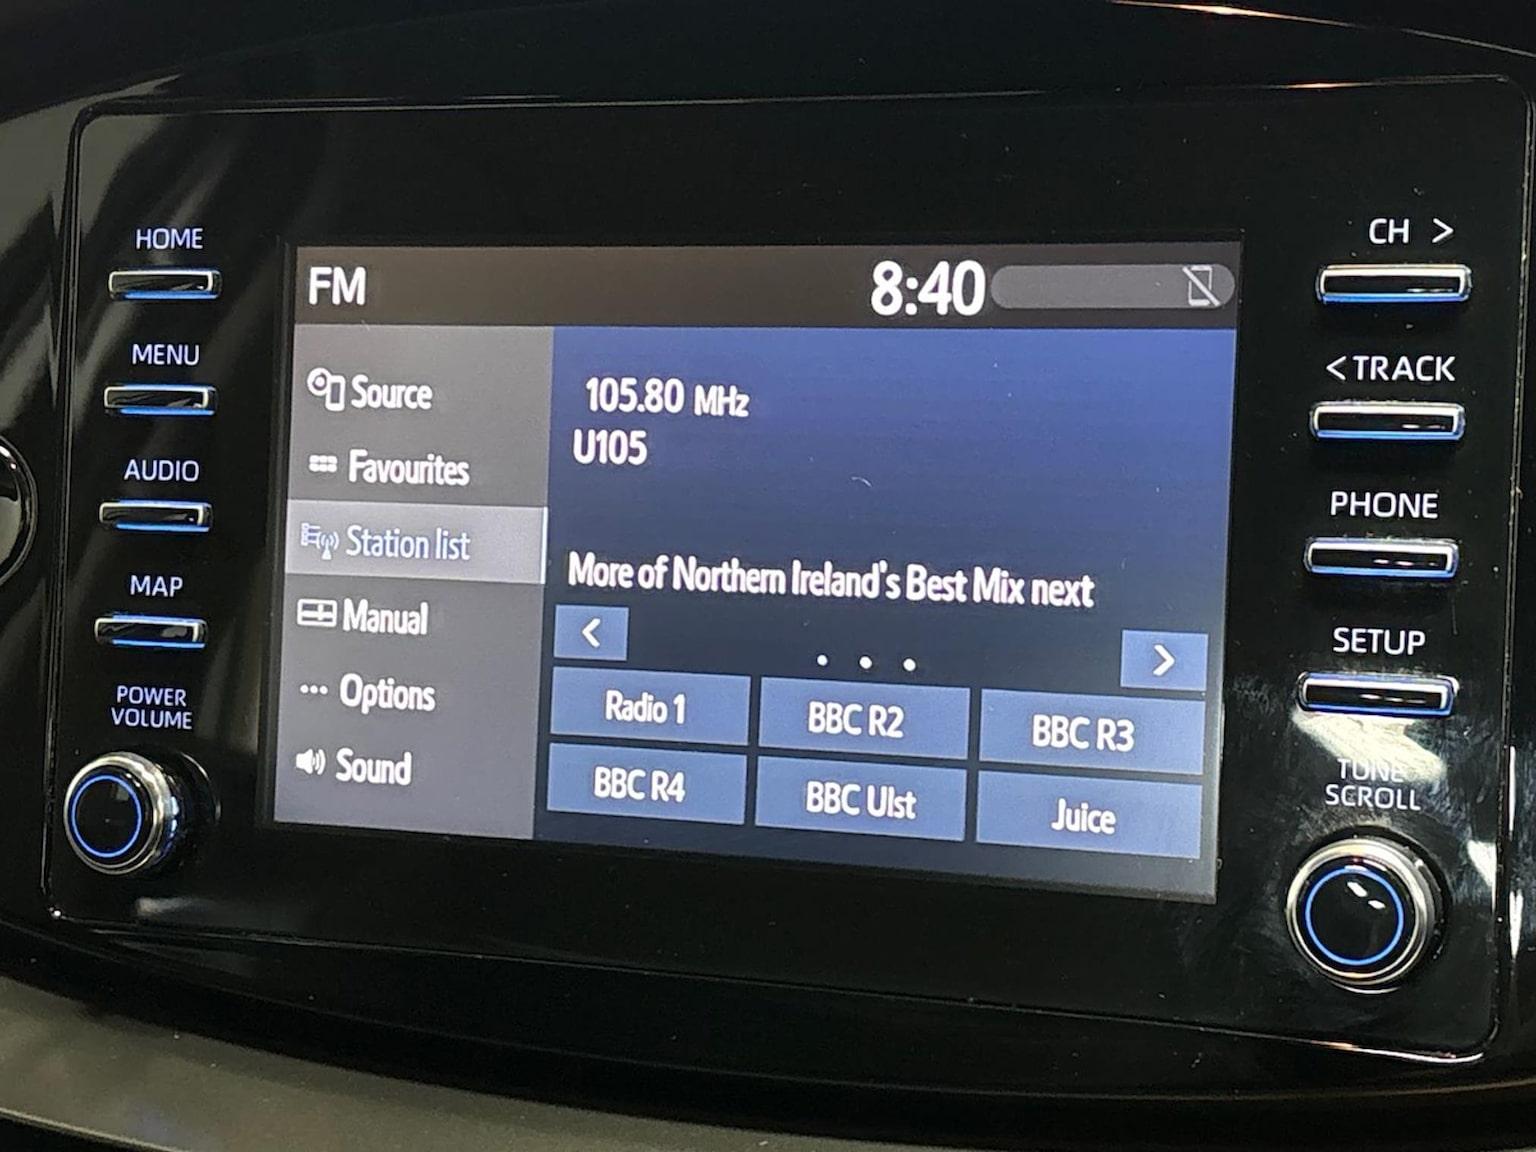 HOME
MENU
AUDIO
MAP
POWER
VOLUME
FM
8:40
Source
Favourites
Station list
Manual
Options
Sound
105.80 MHz
U105
More of Northern Ireland's Best Mix next
<
>
Radio 1
BBC R2
BBC R3
BBC R4
BBC Ulst
Juice
CH >
< TRACK
PHONE
SETUP
TUNE
SCROLL